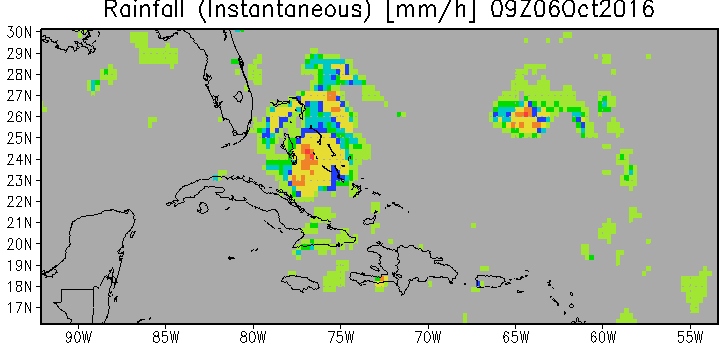 Rainfall (Instantaneous) [mm/h] 09Z06Oct2016
30N
29N
28N
27N
26N
25N
24N
23N
22N
21N
20N
19N
18N
17N
90W 85W 80W 75W 70W 65W 60W 55W